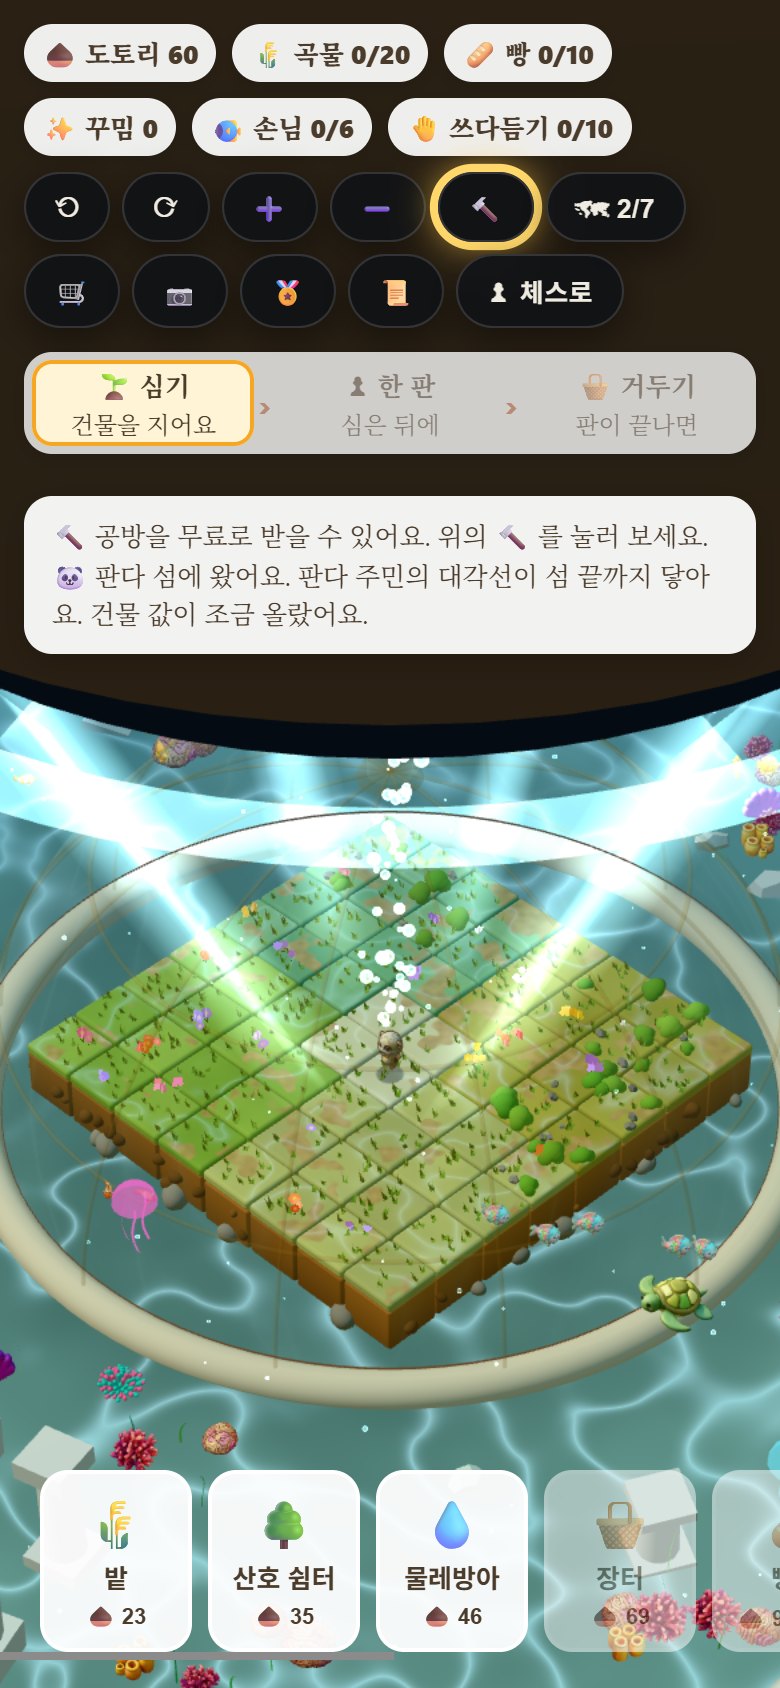 도토리 60
곡물 0/20
빵 0/10
꾸밈 0
손님 0/6
쓰다듬기 0/10
2/7
체스로
심기
건물을 지어요
한 판
심은 뒤에
거두기
판이 끝나면
공방을 무료로 받을 수 있어요. 위의 를 눌러 보세요.
판다 섬에 왔어요. 판다 주민의 대각선이 섬 끝까지 닿아
요. 건물 값이 조금 올랐어요.
밭
23
산호 쉼터
35
물레방아
46
장터
69